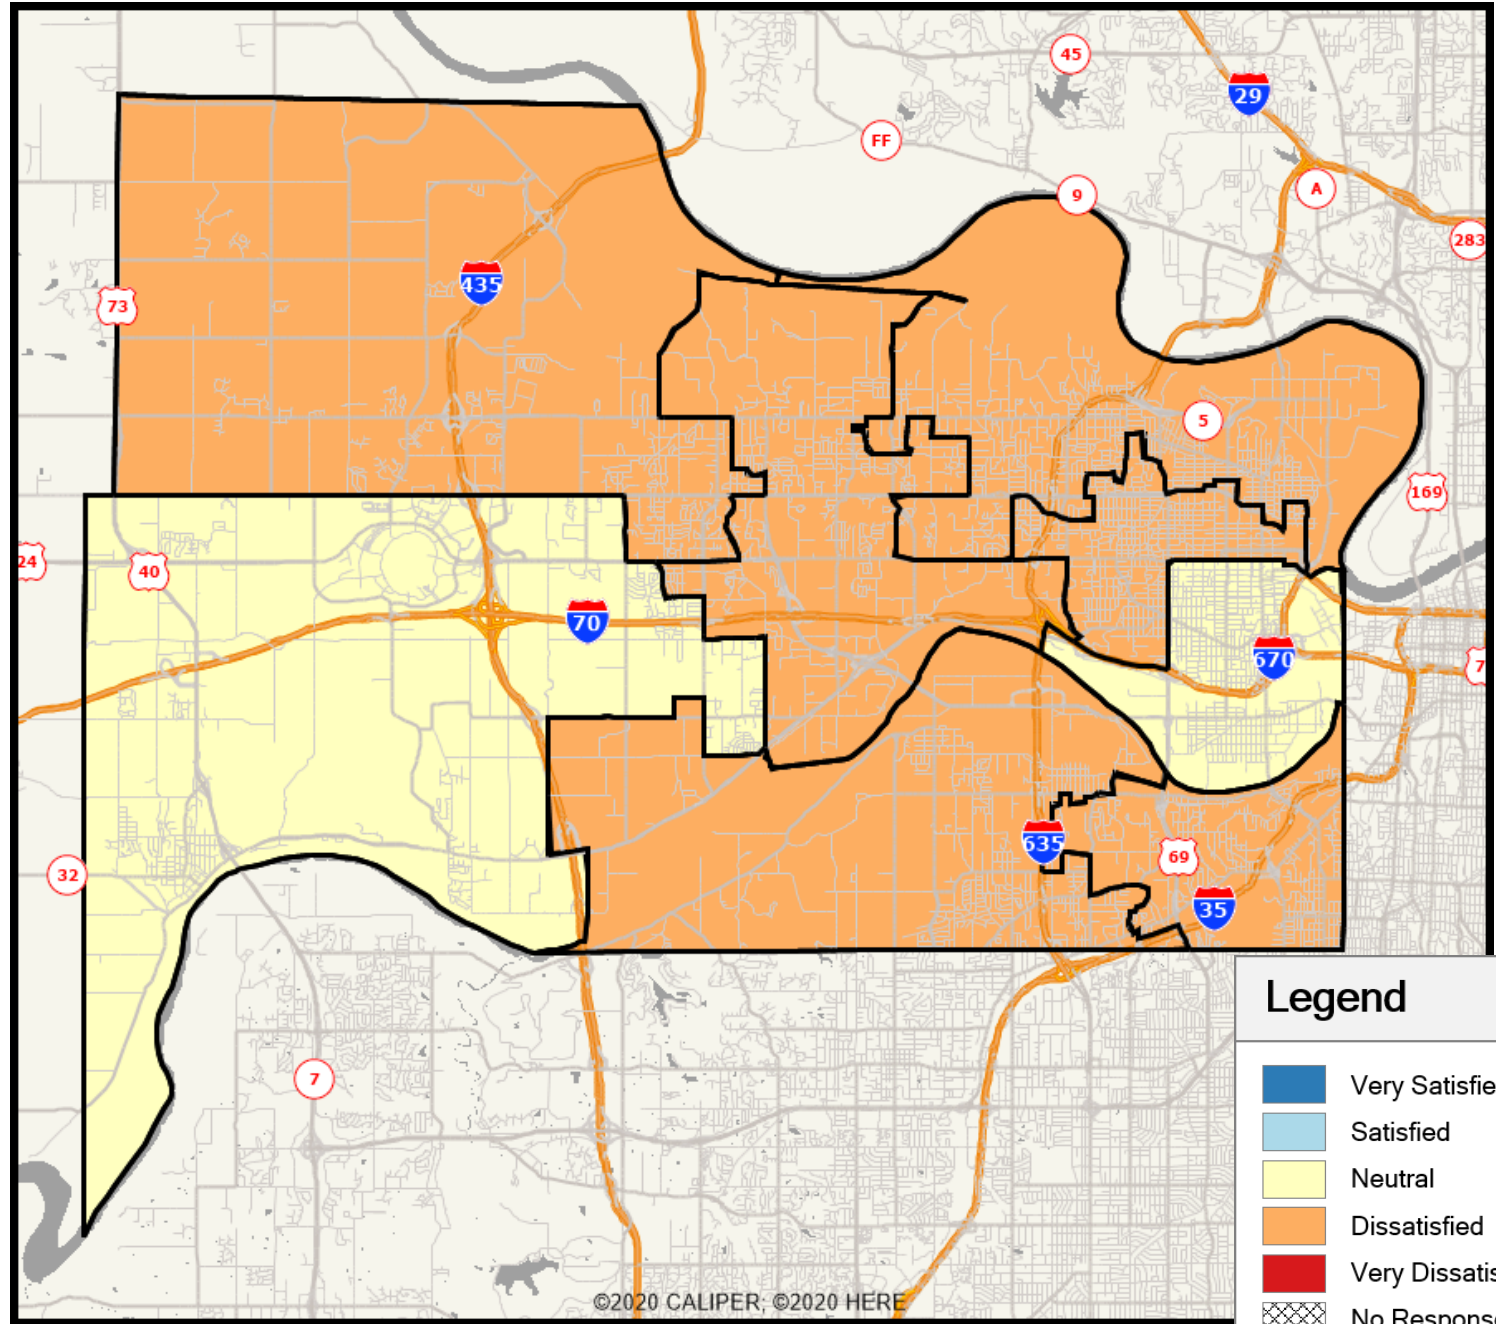 45
29
FF
A
9
283
435
73
5
169
24
40
70
670
7
32
635
69
35
Legend
7
Very Satisfie
Satisfied
Neutral
Dissatisfied
Very Dissatis
©2020 CALIPER; ©2020 HERE
No Response